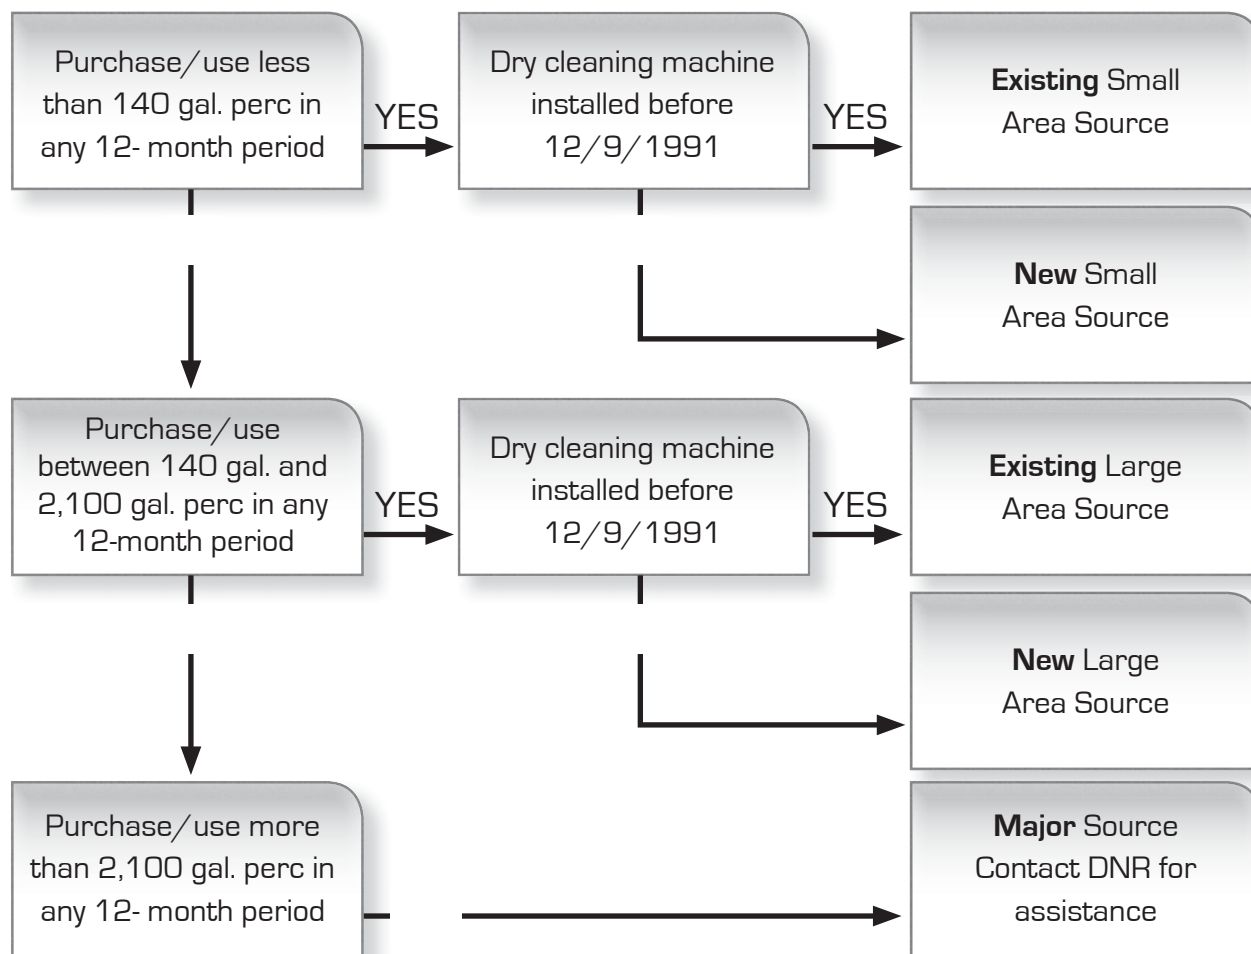 Purchase/use less
than 140 gal. perc in
any 12- month period
YES
Dry cleaning machine
installed before
12/9/1991
YES
Existing Small
Area Source
New Small
Area Source
Purchase/use
between 140 gal. and
2,100 gal. perc in any
12-month period
YES
Dry cleaning machine
installed before
12/9/1991
YES
Existing Large
Area Source
New Large
Area Source
Purchase/use more
than 2,100 gal. perc in
any 12- month period
Major Source
Contact DNR for
assistance